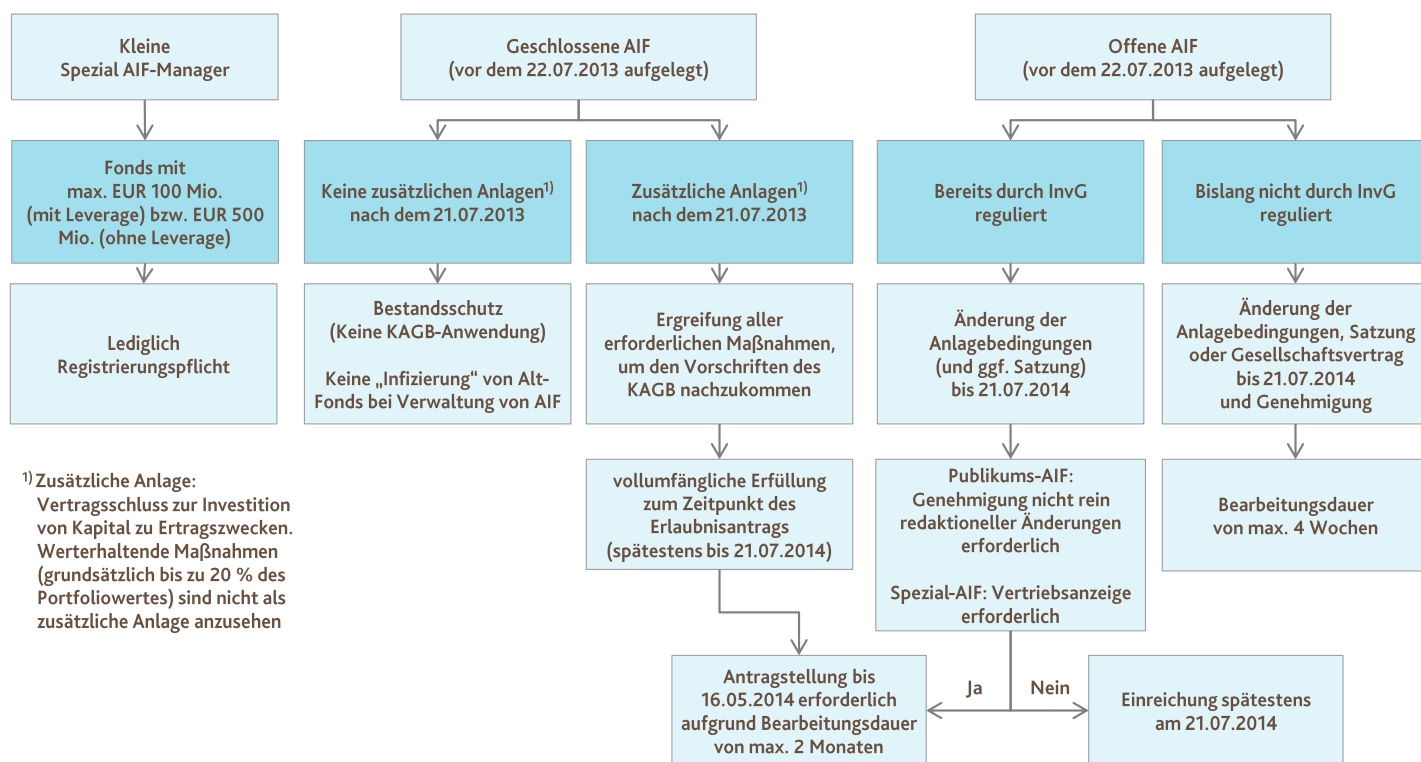 Kleine
Spezial AIF-Manager
Geschlossene AIF
(vor dem 22.07.2013 aufgelegt)
Offene AIF
(vor dem 22.07.2013 aufgelegt)
Fonds mit
max. EUR 100 Mio.
(mit Leverage) bzw. EUR 500
Mio. (ohne Leverage)
Keine zusätzlichen Anlagen¹⁾
nach dem 21.07.2013
Zusätzliche Anlagen¹⁾
nach dem 21.07.2013
Bereits durch InvG
reguliert
Bislang nicht durch InvG
reguliert
Lediglich
Registrierungspflicht
Bestandsschutz
(Keine KAGB-Anwendung)
Keine „Infizierung“ von Alt-
Fonds bei Verwaltung von AIF
Ergreifung aller
erforderlichen Maßnahmen,
um den Vorschriften des
KAGB nachzukommen
Änderung der
Anlagebedingungen
(und ggf. Satzung)
bis 21.07.2014
Änderung der
Anlagebedingungen, Satzung
oder Gesellschaftsvertrag
bis 21.07.2014
und Genehmigung
¹⁾ Zusätzliche Anlage:
Vertragsschluss zur Investition
von Kapital zu Ertragszwecken.
Werterhaltende Maßnahmen
(grundsätzlich bis zu 20 % des
Portfoliowertes) sind nicht als
zusätzliche Anlage anzusehen
vollumfängliche Erfüllung
zum Zeitpunkt des
Erlaubnisantrags
(spätestens bis 21.07.2014)
Publikums-AIF:
Genehmigung nicht rein
redaktioneller Änderungen
erforderlich
Spezial-AIF: Vertriebsanzeige
erforderlich
Bearbeitungsdauer
von max. 4 Wochen
Antragstellung bis
16.05.2014 erforderlich
aufgrund Bearbeitungsdauer
von max. 2 Monaten
Ja
Nein
Einreichung spätestens
am 21.07.2014